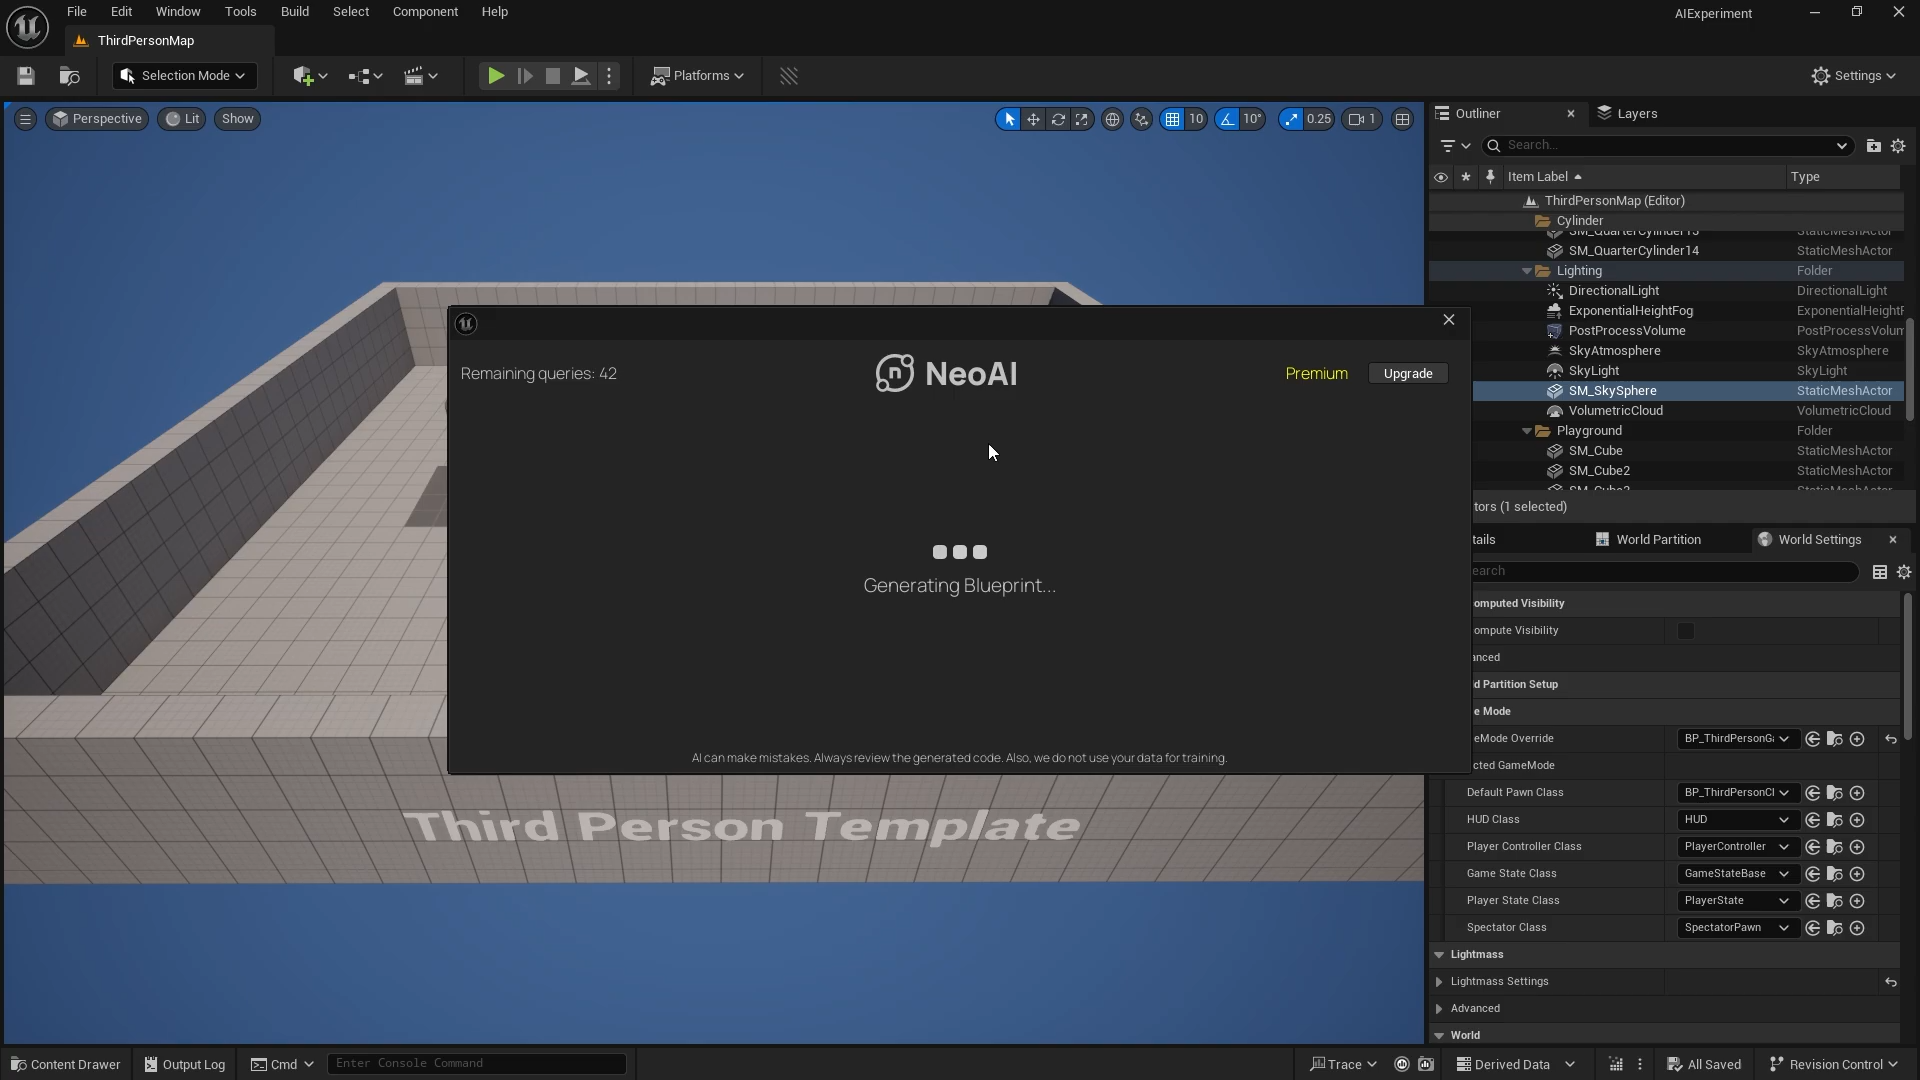 File Edit Window Tools Build Select Component Help
AIExperiment
ThirdPersonMap
Selection Mode
Platforms
Settings
Perspective Lit Show
10 10° 0.25 1
Outliner Layers
Search...
Item Label Type
ThirdPersonMap (Editor)
Cylinder
SM_QuarterCylinder14 StaticMeshActor
Lighting Folder
DirectionalLight DirectionalLight
ExponentialHeightFog ExponentialHeightF
PostProcessVolume PostProcessVolum
SkyAtmosphere SkyAtmosphere
SkyLight SkyLight
SM_SkySphere StaticMeshActor
VolumetricCloud VolumetricCloud
Playground Folder
SM_Cube StaticMeshActor
SM_Cube2 StaticMeshActor
tors (1 selected)
Remaining queries: 42
NeoAI
Premium Upgrade
Generating Blueprint...
AI can make mistakes. Always review the generated code. Also, we do not use your data for training.
tails World Partition World Settings
earch
omputed Visibility
ompute Visibility
anced
d Partition Setup
e Mode
eMode Override BP_ThirdPersonGa
cted GameMode
Default Pawn Class BP_ThirdPersonCl
HUD Class HUD
Player Controller Class PlayerController
Game State Class GameStateBase
Player State Class PlayerState
Spectator Class SpectatorPawn
Lightmass
Lightmass Settings
Advanced
World
Third Person Template
Content Drawer Output Log Cmd Enter Console Command
Trace Derived Data All Saved Revision Control